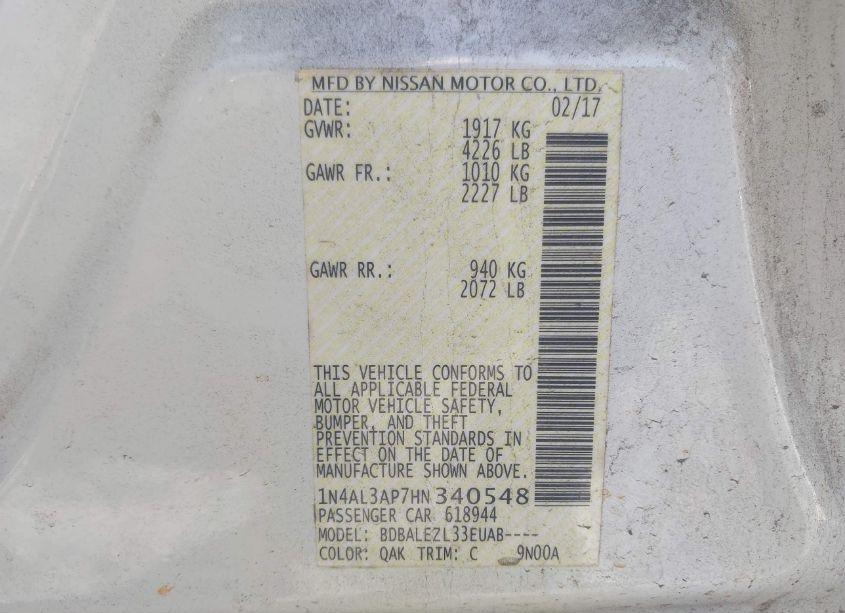 MFD BY NISSAN MOTOR CO., LTD.
DATE: 02/17
GVWR: 1917 KG
4226 LB
GAWR FR.: 1010 KG
2227 LB
GAWR RR.: 940 KG
2072 LB
THIS VEHICLE CONFORMS TO
ALL APPLICABLE FEDERAL
MOTOR VEHICLE SAFETY,
BUMPER, AND THEFT
PREVENTION STANDARDS IN
EFFECT ON THE DATE OF
MANUFACTURE SHOWN ABOVE.
1N4AL3AP7HN340548
PASSENGER CAR 618944
MODEL: BDBALEZL33EUAB----
COLOR: QAK TRIM: C 9N00A